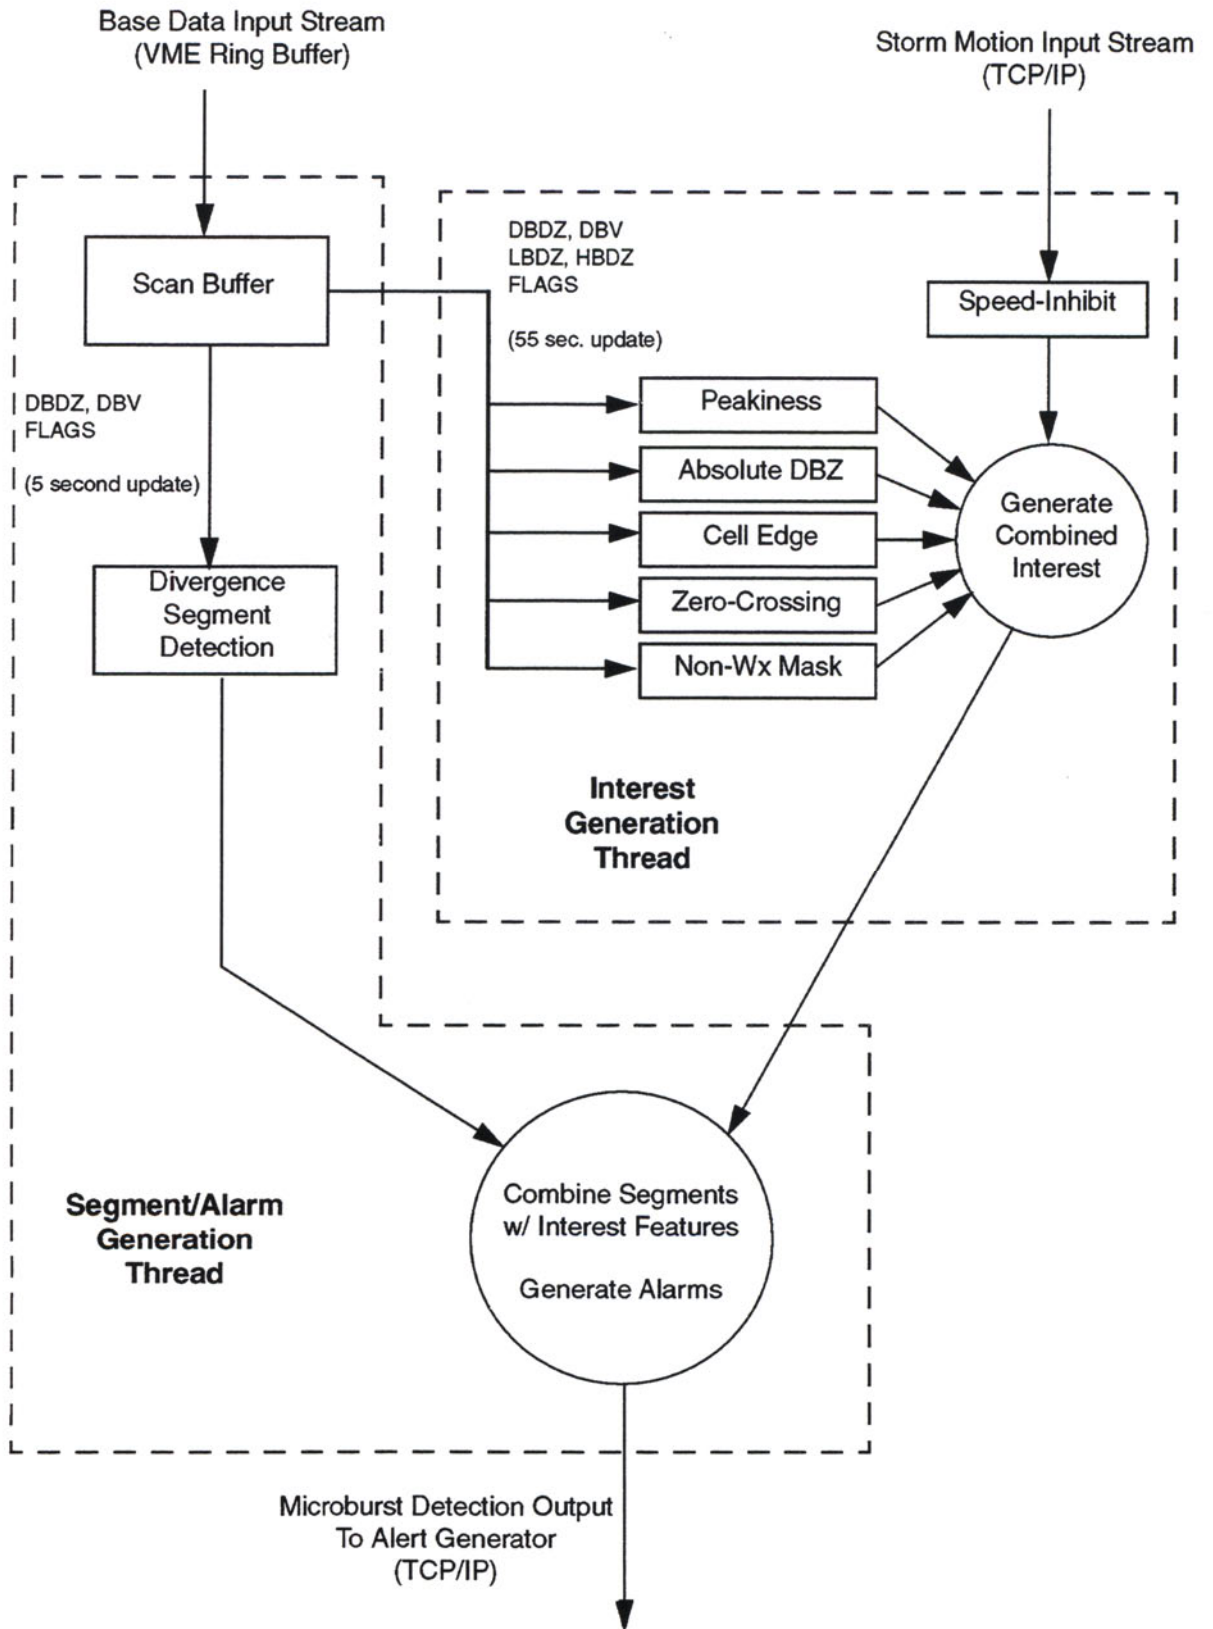 Base Data Input Stream
(VME Ring Buffer)
Storm Motion Input Stream
(TCP/IP)
Scan Buffer
DBDZ, DBV
LBDZ, HBDZ
FLAGS
(55 sec. update)
Speed-Inhibit
DBDZ, DBV
FLAGS
(5 second update)
Peakiness
Absolute DBZ
Cell Edge
Zero-Crossing
Non-Wx Mask
Generate
Combined
Interest
Divergence
Segment
Detection
Interest
Generation
Thread
Segment/Alarm
Generation
Thread
Combine Segments
w/ Interest Features
Generate Alarms
Microburst Detection Output
To Alert Generator
(TCP/IP)